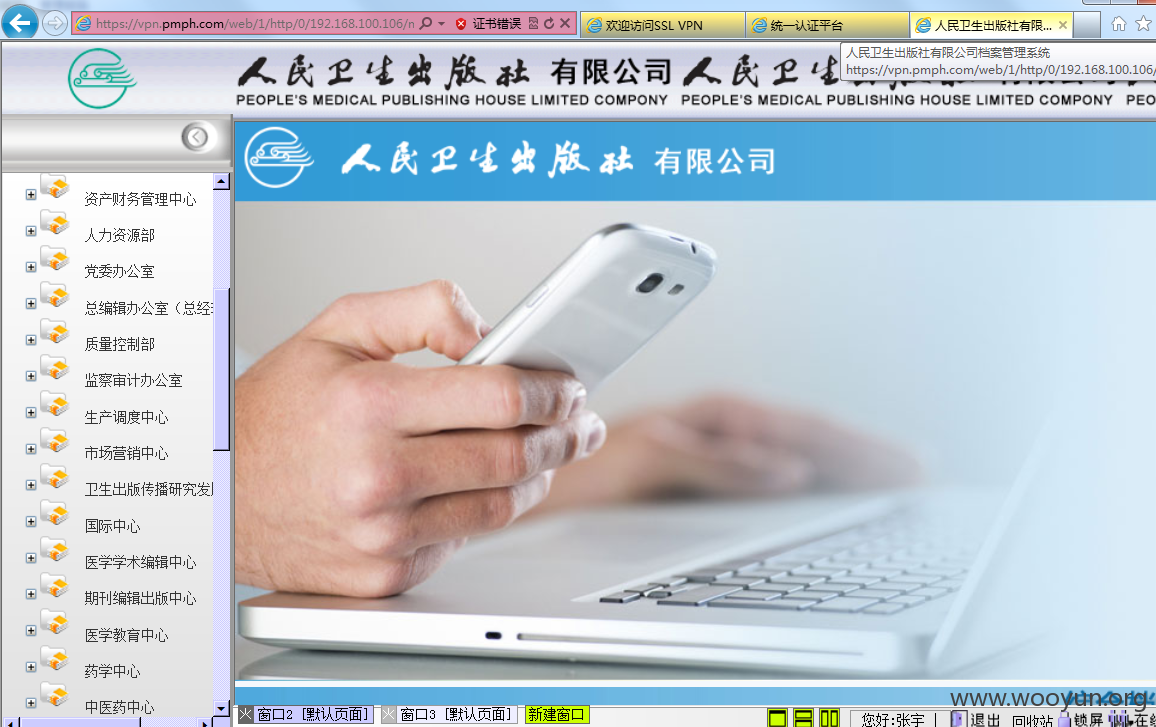 https://vpn.pmph.com/web/1/http/0/192.168.100.106/n
证书错误
欢迎访问SSL VPN
统一认证平台
人民卫生出版社有限...
人民卫生出版社有限公司档案管理系统
https://vpn.pmph.com/web/1/http/0/192.168.100.106/
人民卫生出版社 有限公司 人民卫生
PEOPLE'S MEDICAL PUBLISHING HOUSE LIMITED COMPONY PEOPLE'S MEDICAL PUBLISHING HOUSE LIMITED COMPONY PEO
人民卫生出版社 有限公司
资产财务管理中心
人力资源部
党委办公室
总编辑办公室（总经
质量控制部
监察审计办公室
生产调度中心
市场营销中心
卫生出版传播研究发
国际中心
医学学术编辑中心
期刊编辑出版中心
医学教育中心
药学中心
中医药中心
www.wooyun.org
窗口2 [默认页面]
窗口3 [默认页面]
新建窗口
您好:张宇 | 退出 回收站 锁屏 在线